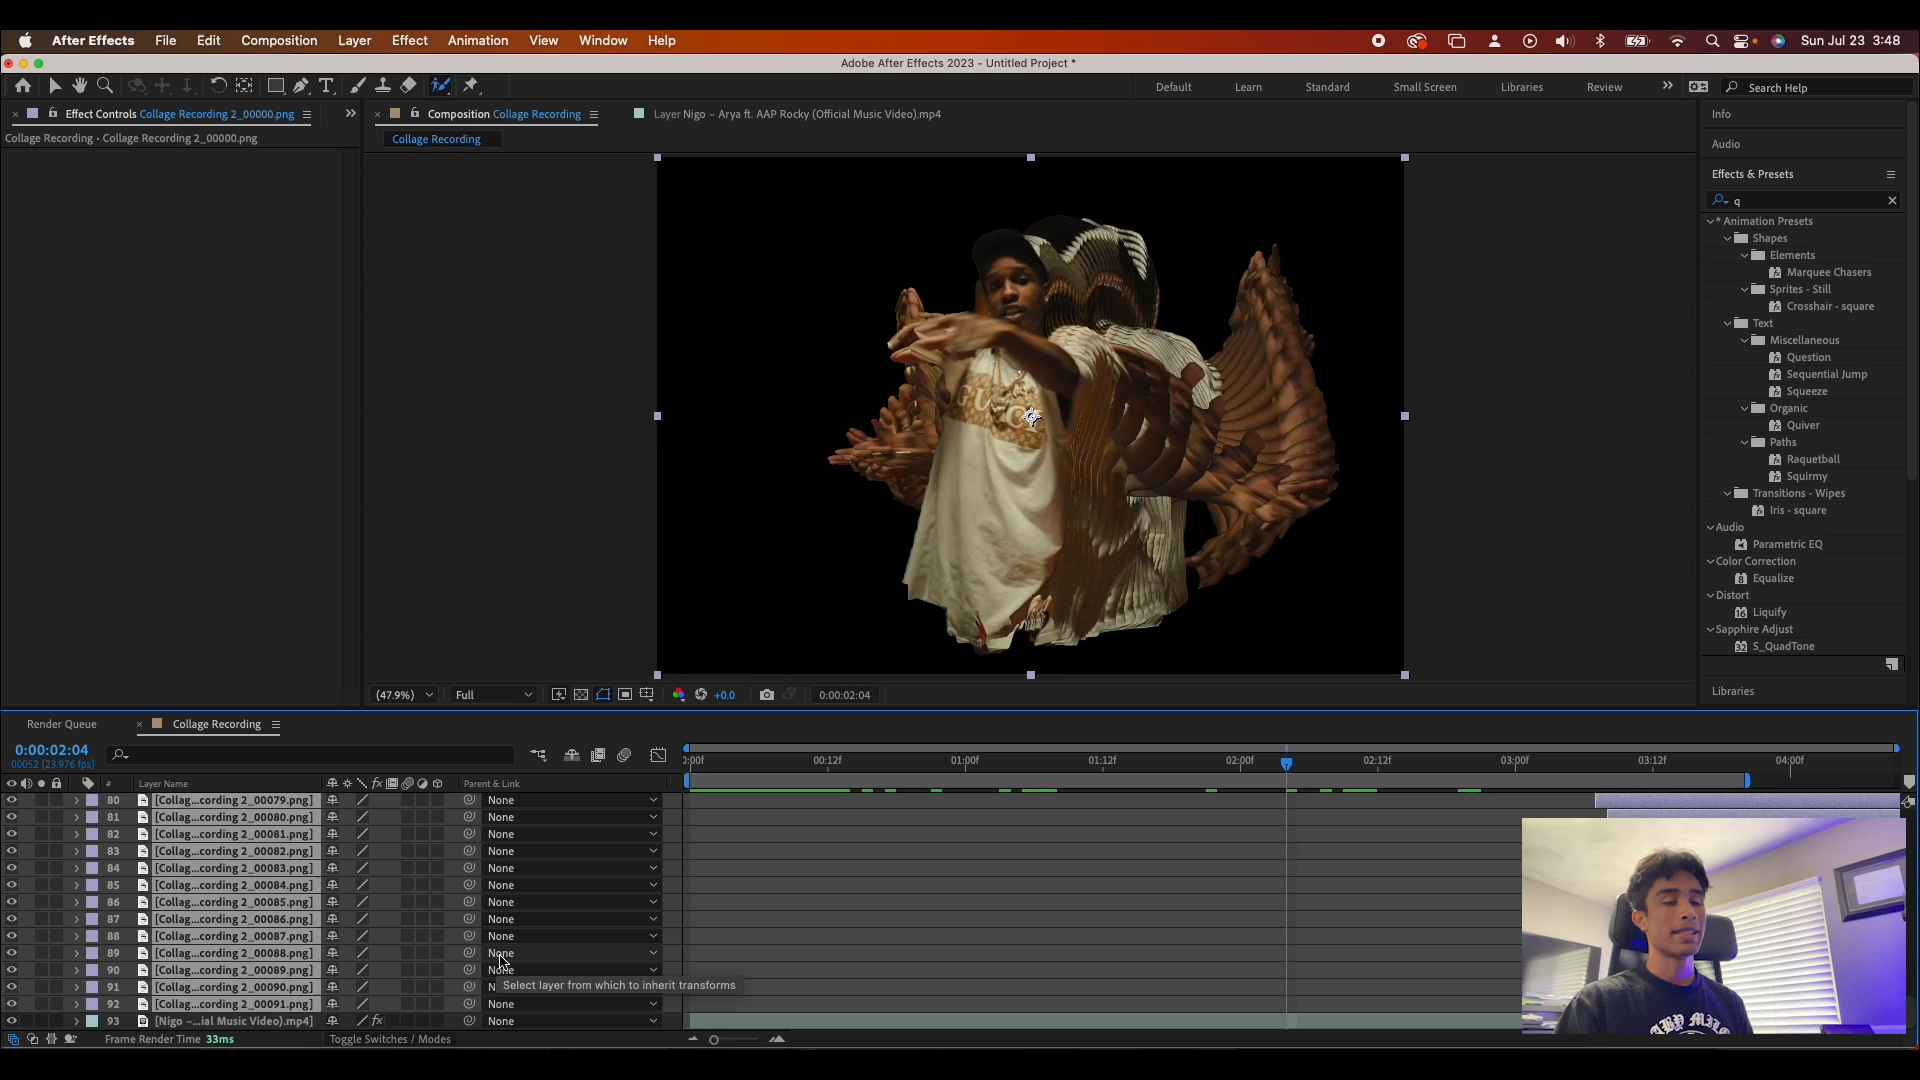 After Effects File Edit Composition Layer Effect Animation View Window Help Sun Jul 23 3:48
Adobe After Effects 2023 - Untitled Project *
Default Learn Standard Small Screen Libraries Review Search Help
Effect Controls Collage Recording 2_00000.png
Composition Collage Recording
Layer Nigo – Arya ft. AAP Rocky (Official Music Video).mp4
Info
Collage Recording • Collage Recording 2_00000.png
Collage Recording
Audio
Effects & Presets
q
* Animation Presets
Shapes
Elements
Marquee Chasers
Sprites - Still
Crosshair - square
Text
Miscellaneous
Question
Sequential Jump
Squeeze
Organic
Quiver
Paths
Raquetball
Squirmy
Transitions - Wipes
Iris - square
Audio
Parametric EQ
Color Correction
Equalize
Distort
Liquify
Sapphire Adjust
S_QuadTone
Libraries
(47.9%) Full +0.0 0:00:02:04
Render Queue Collage Recording
0:00:02:04
00052 (23.976 fps)
:00f 00:12f 01:00f 01:12f 02:00f 02:12f 03:00f 03:12f 04:00f
# Layer Name Parent & Link
80 [Collag...cording 2_00079.png] None
81 [Collag...cording 2_00080.png] None
82 [Collag...cording 2_00081.png] None
83 [Collag...cording 2_00082.png] None
84 [Collag...cording 2_00083.png] None
85 [Collag...cording 2_00084.png] None
86 [Collag...cording 2_00085.png] None
87 [Collag...cording 2_00086.png] None
88 [Collag...cording 2_00087.png] None
89 [Collag...cording 2_00088.png] None
90 [Collag...cording 2_00089.png] None
91 [Collag...cording 2_00090.png] N
Select layer from which to inherit transforms
92 [Collag...cording 2_00091.png] None
93 [Nigo –...ial Music Video).mp4] fx None
Frame Render Time 33ms Toggle Switches / Modes